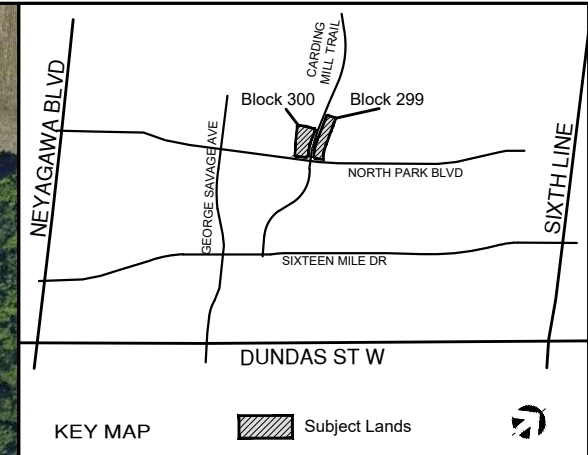 CARDING
MILL TRAIL
Block 300
Block 299
NEYAGAWA BLVD
GEORGE SAVAGE AVE
NORTH PARK BLVD
SIXTH LINE
SIXTEEN MILE DR
DUNDAS ST W
KEY MAP
Subject Lands